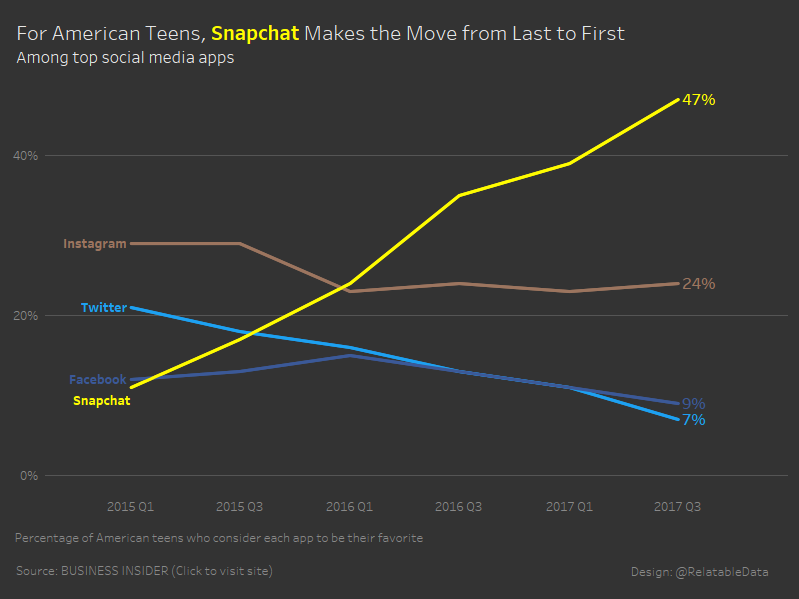 For American Teens, Snapchat Makes the Move from Last to First
Among top social media apps
47%
40%
Instagram
24%
Twitter
20%
Facebook
Snapchat
9%
7%
0%
2015 Q1 2015 Q3 2016 Q1 2016 Q3 2017 Q1 2017 Q3
Percentage of American teens who consider each app to be their favorite
Source: BUSINESS INSIDER (Click to visit site)
Design: @RelatableData